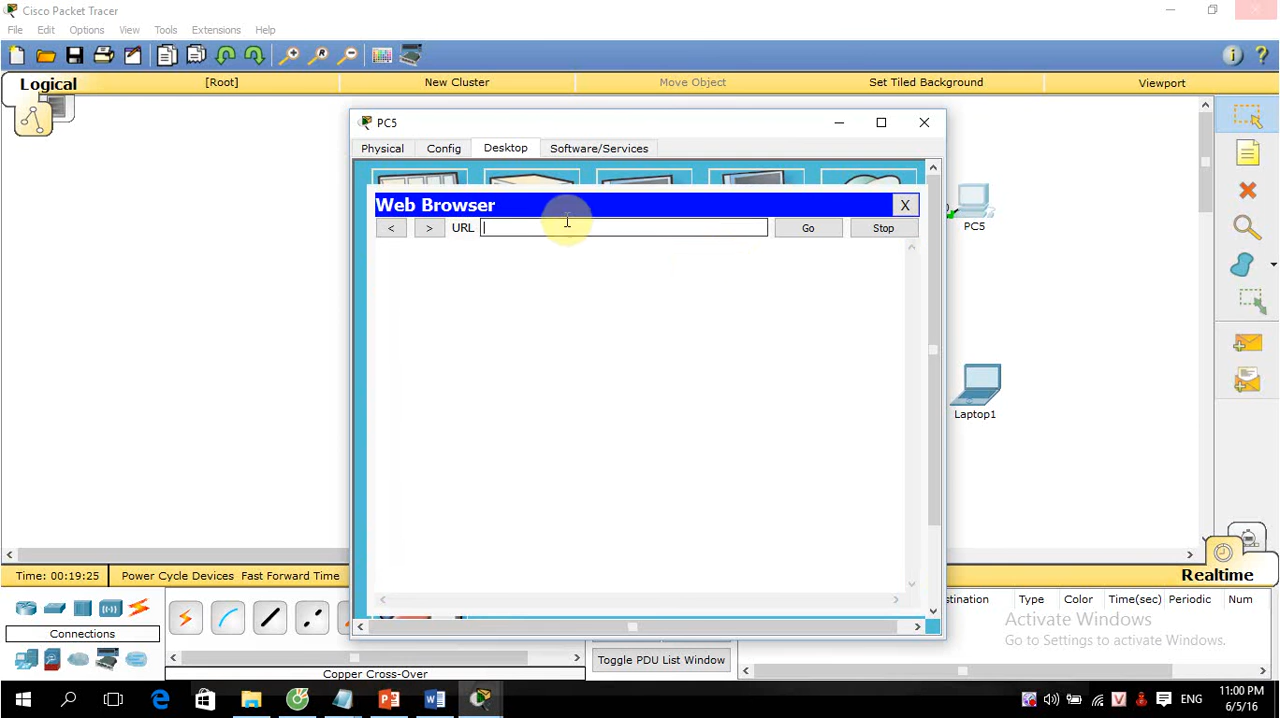 Cisco Packet Tracer
File Edit Options View Tools Extensions Help
Logical [Root] New Cluster Move Object Set Tiled Background Viewport
PC5
Physical Config Desktop Software/Services
Web Browser X
< > URL Go Stop
PC5
Laptop1
Time: 00:19:25 Power Cycle Devices Fast Forward Time Realtime
Connections
Copper Cross-Over
Toggle PDU List Window
stination Type Color Time(sec) Periodic Num
Activate Windows
Go to Settings to activate Windows.
ENG
11:00 PM
6/5/16